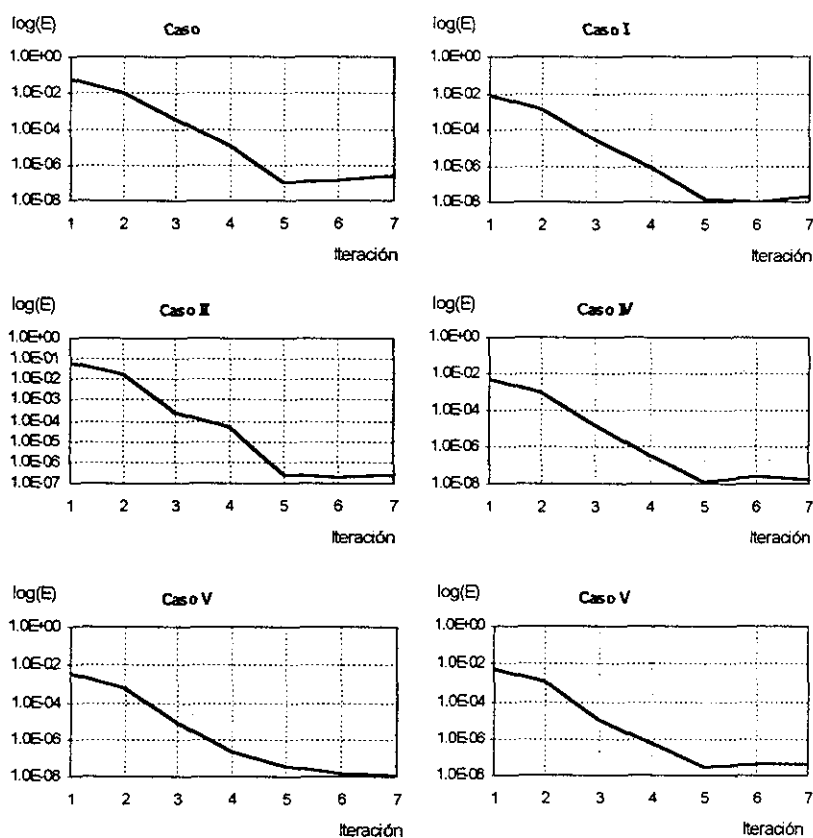 log(E)
Caso
1.0E+00
1.0E-02
1.0E-04
1.0E-06
1.0E-08
1 2 3 4 5 6 7
Iteración
log(E)
Caso I
1.0E+00
1.0E-02
1.0E-04
1.0E-06
1.0E-08
1 2 3 4 5 6 7
Iteración
log(E)
Caso II
1.0E+00
1.0E-01
1.0E-02
1.0E-03
1.0E-04
1.0E-05
1.0E-06
1.0E-07
1 2 3 4 5 6 7
Iteración
log(E)
Caso IV
1.0E+00
1.0E-02
1.0E-04
1.0E-06
1.0E-08
1 2 3 4 5 6 7
Iteración
log(E)
Caso V
1.0E+00
1.0E-02
1.0E-04
1.0E-06
1.0E-08
1 2 3 4 5 6 7
Iteración
log(E)
Caso V
1.0E+00
1.0E-02
1.0E-04
1.0E-06
1.0E-08
1 2 3 4 5 6 7
Iteración